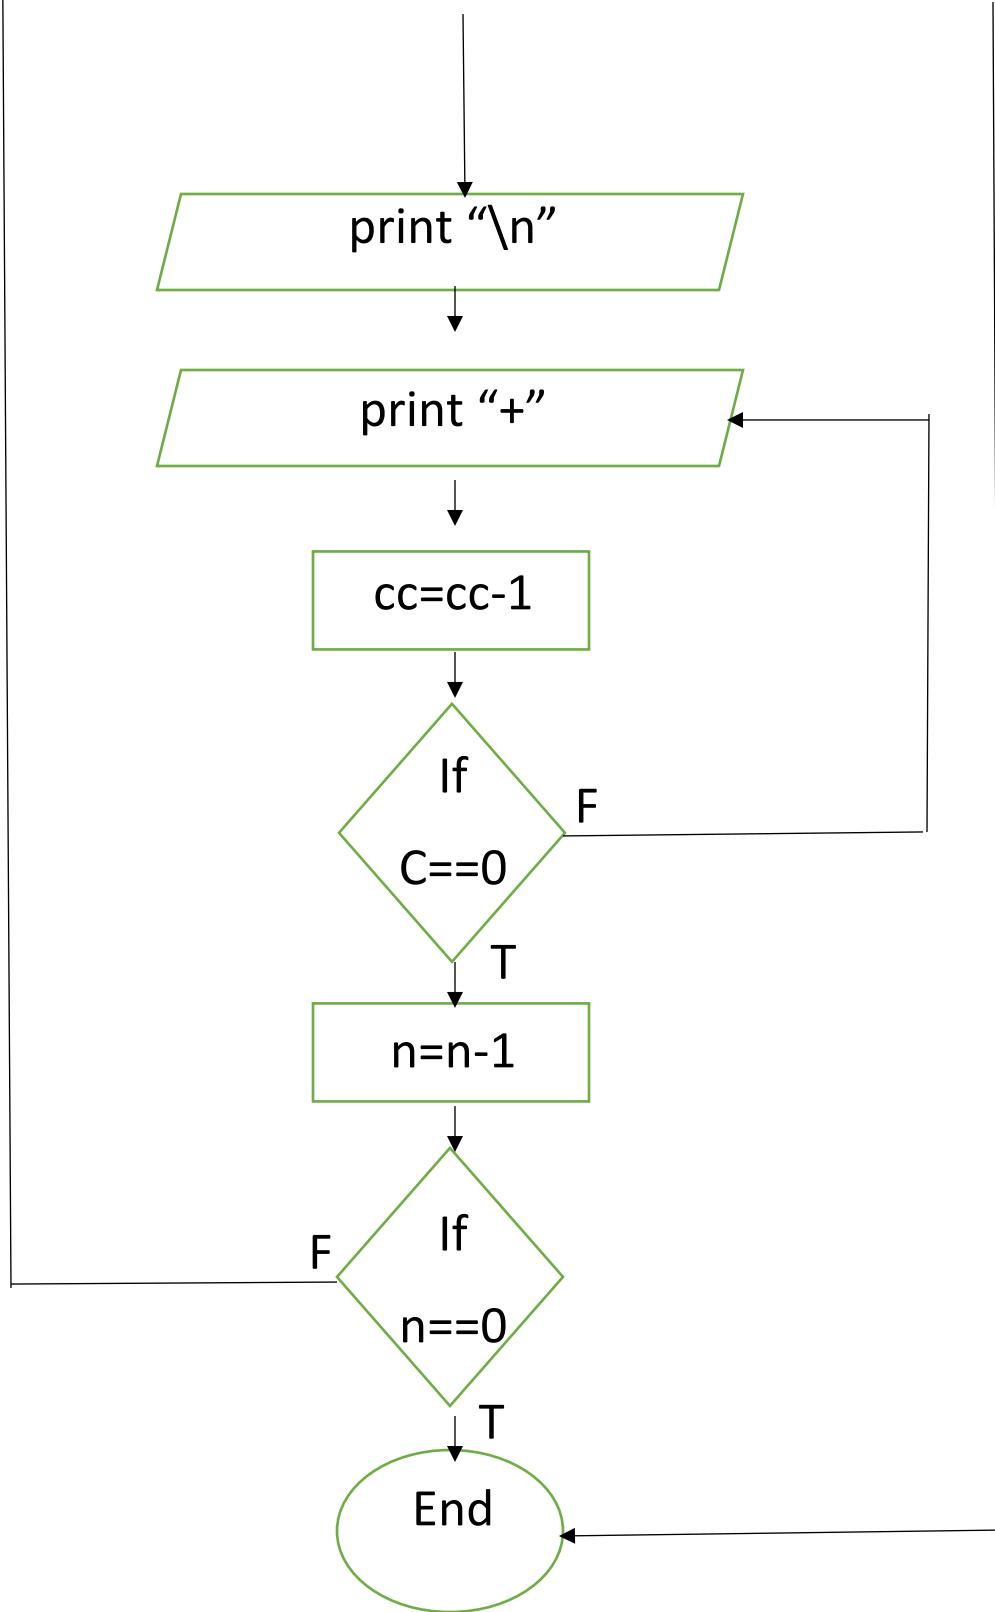 print “\n”
print “+”
cc=cc-1
If
C==0
F
T
n=n-1
If
n==0
F
T
End